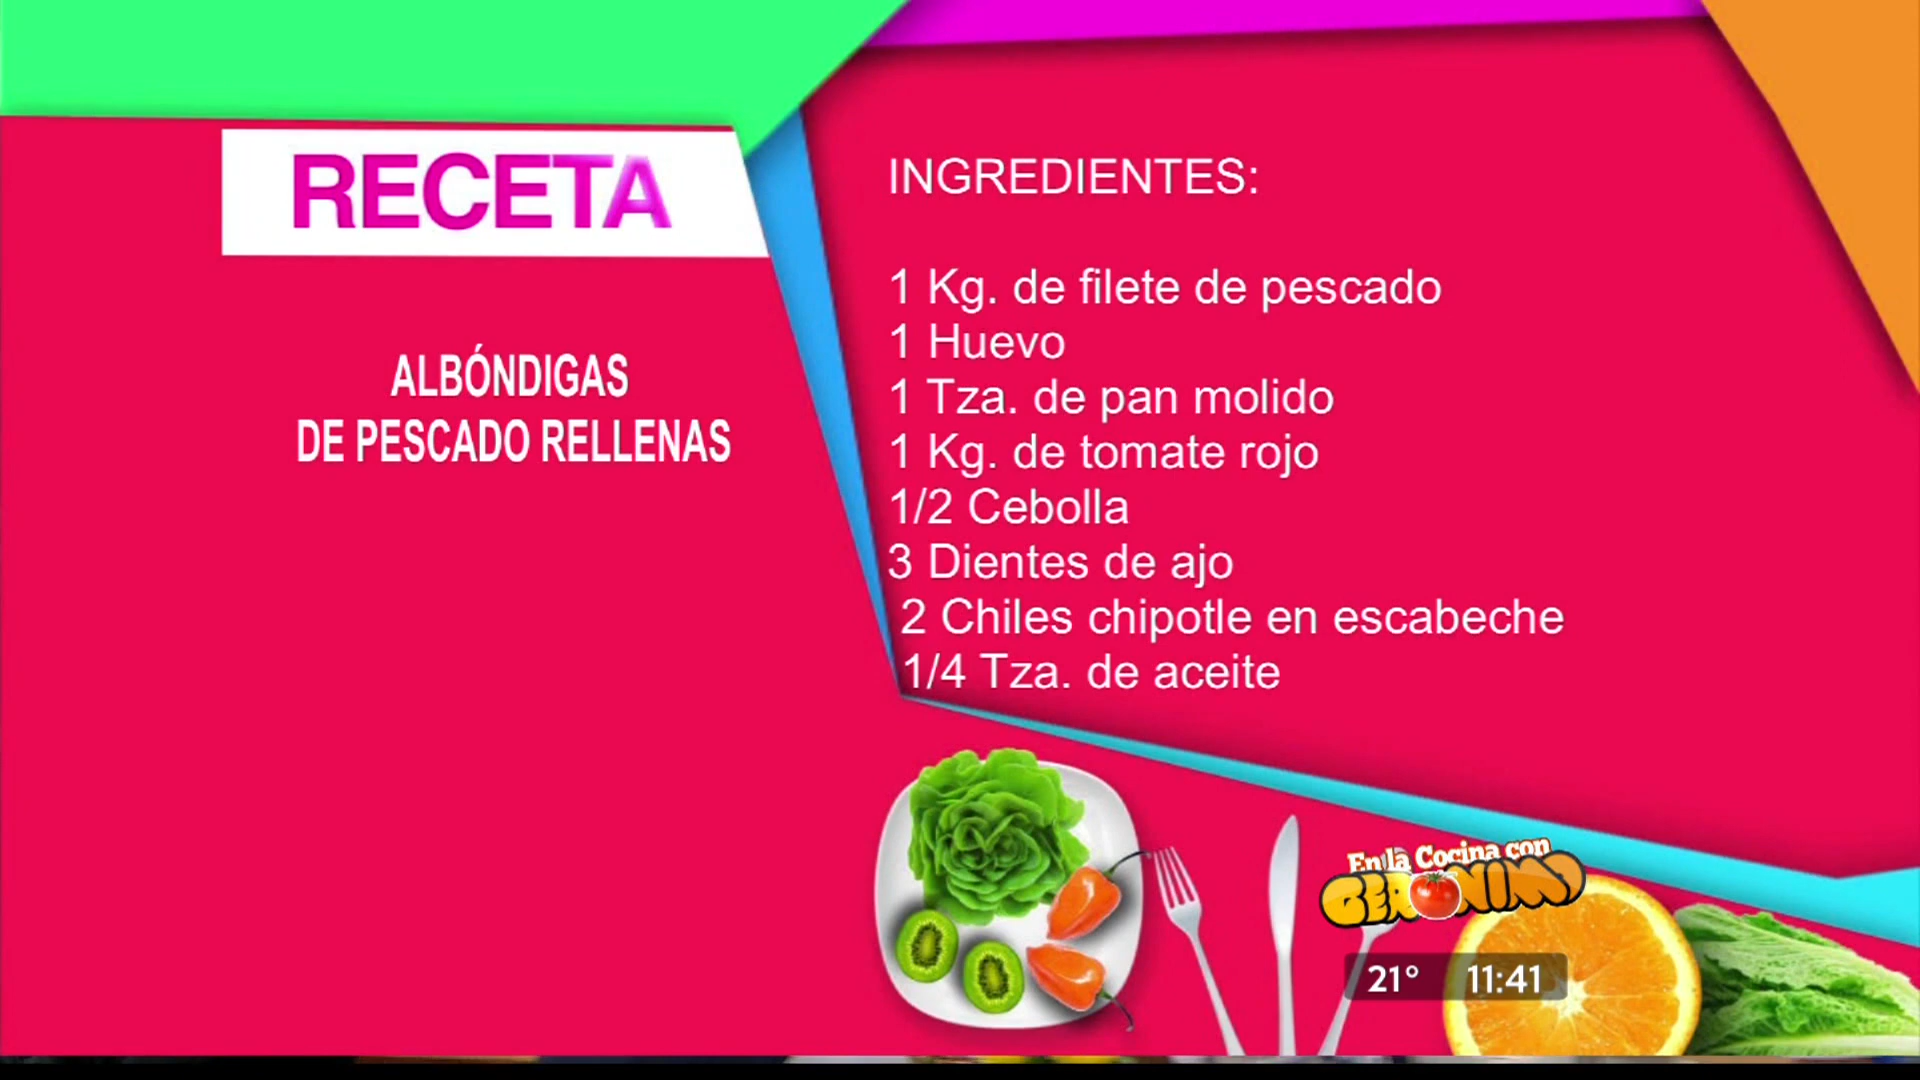 RECETA
ALBÓNDIGAS
DE PESCADO RELLENAS
INGREDIENTES:
1 Kg. de filete de pescado
1 Huevo
1 Tza. de pan molido
1 Kg. de tomate rojo
1/2 Cebolla
3 Dientes de ajo
2 Chiles chipotle en escabeche
1/4 Tza. de aceite
En la Cocina con
GERONIMO
21° 11:41